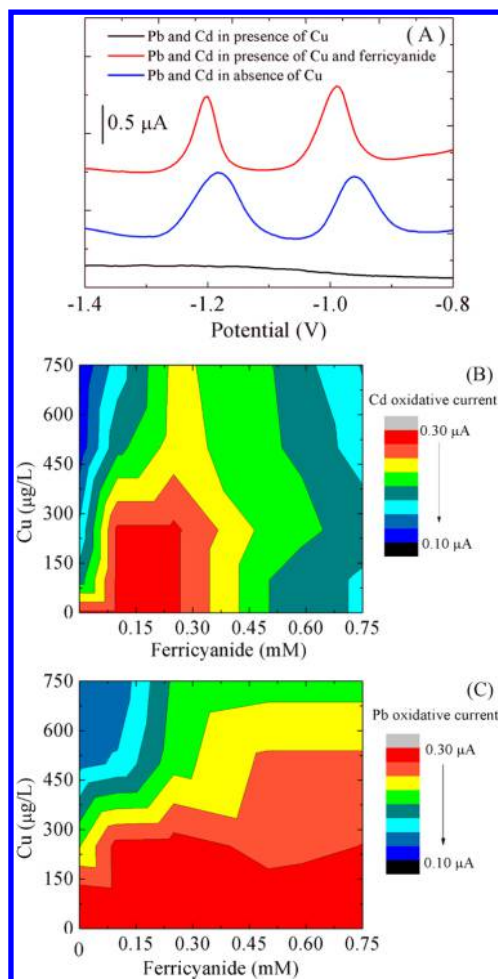 (A)
Pb and Cd in presence of Cu
Pb and Cd in presence of Cu and ferricyanide
Pb and Cd in absence of Cu
0.5 μA
-1.4 -1.2 -1.0 -0.8
Potential (V)
(B)
Cd oxidative current
0.30 μA
0.10 μA
750
600
450
300
150
0
Cu (μg/L)
0.15 0.30 0.45 0.60 0.75
Ferricyanide (mM)
(C)
Pb oxidative current
0.30 μA
0.10 μA
750
600
450
300
150
0
Cu (μg/L)
0 0.15 0.30 0.45 0.60 0.75
Ferricyanide (mM)